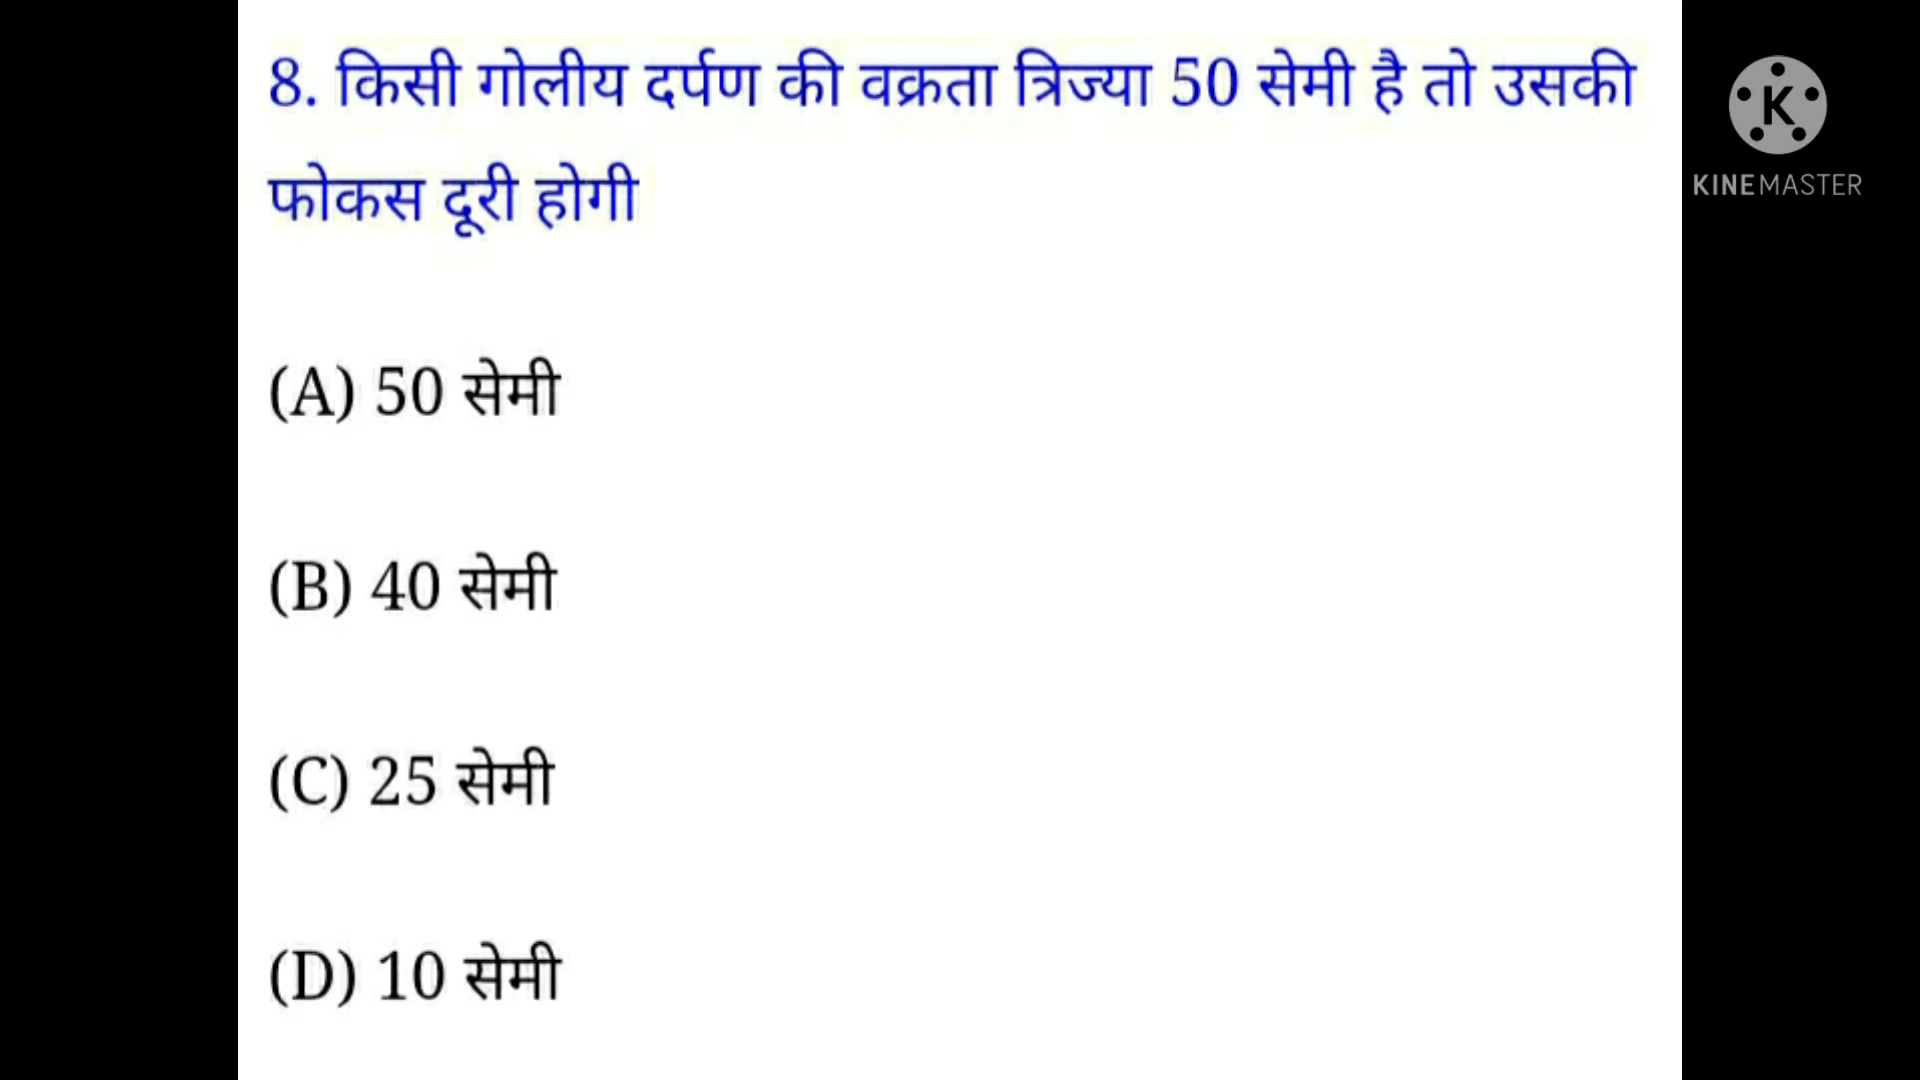 8. किसी गोलीय दर्पण की वक्रता त्रिज्या 50 सेमी है तो उसकी
फोकस दूरी होगी
(A) 50 सेमी
(B) 40 सेमी
(C) 25 सेमी
(D) 10 सेमी
K
KINEMASTER